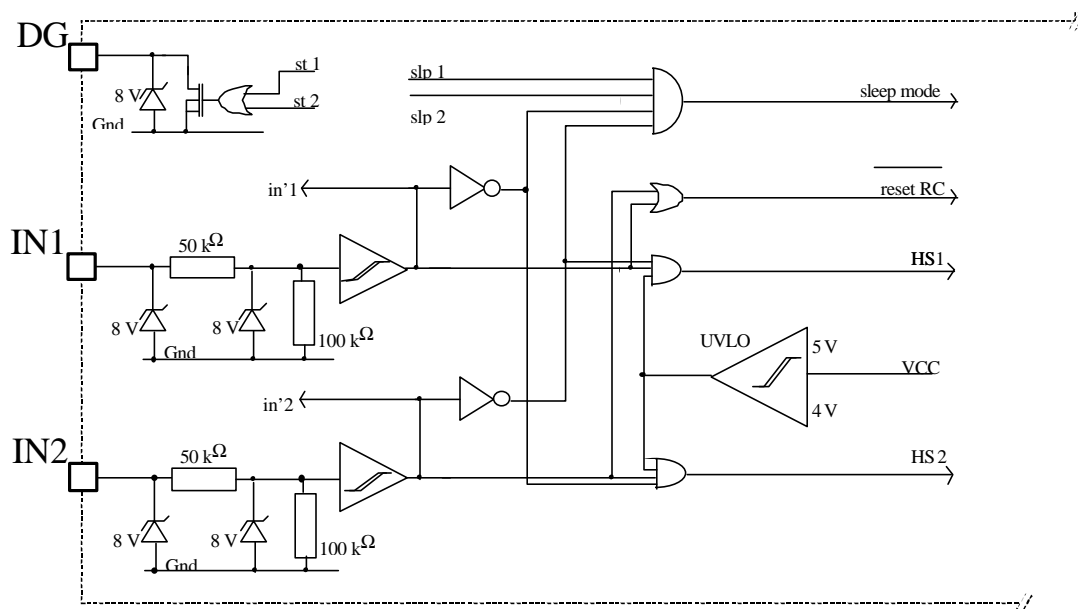 DG
8 V
Gnd
st 1
st 2
slp 1
slp 2
sleep mode
in'1
reset RC
IN1
50 kΩ
HS1
8 V
8 V
100 kΩ
Gnd
UVLO
5 V
VCC
4 V
in'2
IN2
50 kΩ
HS 2
8 V
8 V
100 kΩ
Gnd